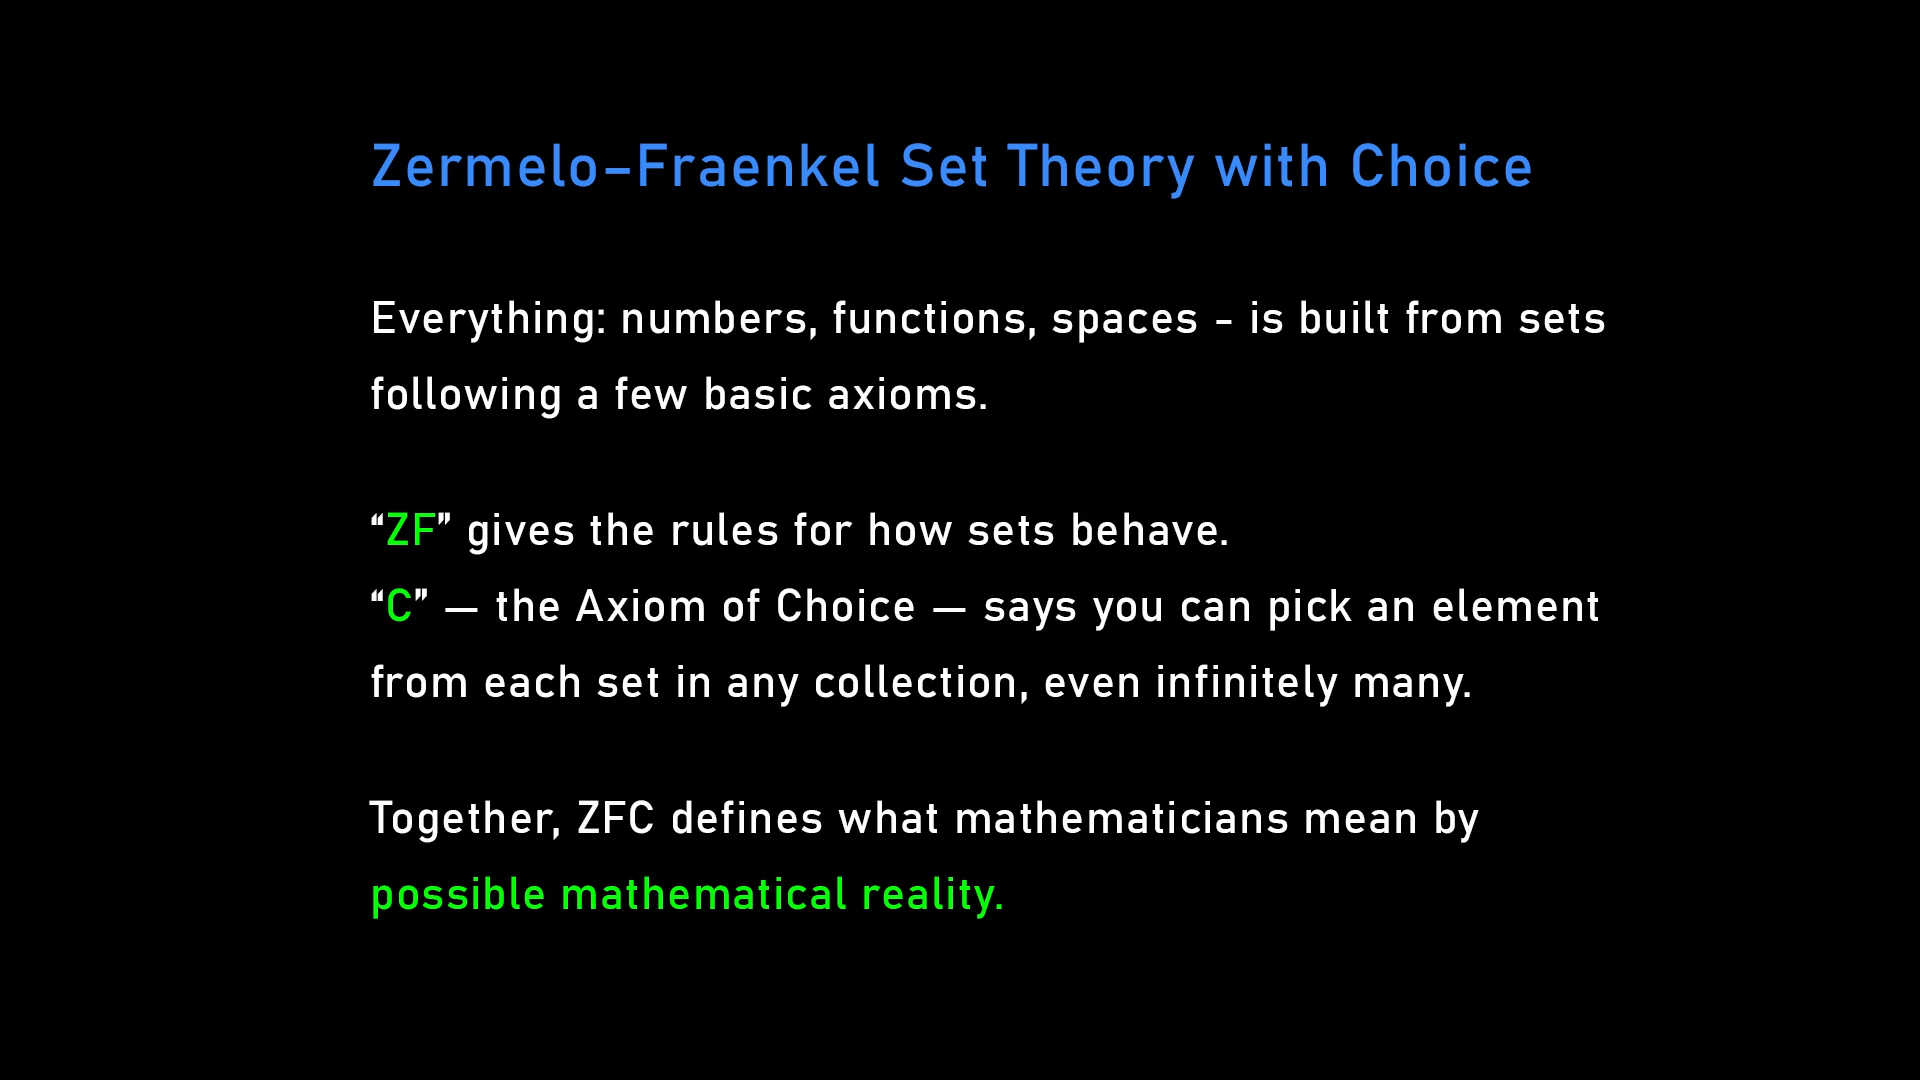 Zermelo–Fraenkel Set Theory with Choice
Everything: numbers, functions, spaces - is built from sets
following a few basic axioms.
“ZF” gives the rules for how sets behave.
“C” — the Axiom of Choice — says you can pick an element
from each set in any collection, even infinitely many.
Together, ZFC defines what mathematicians mean by
possible mathematical reality.